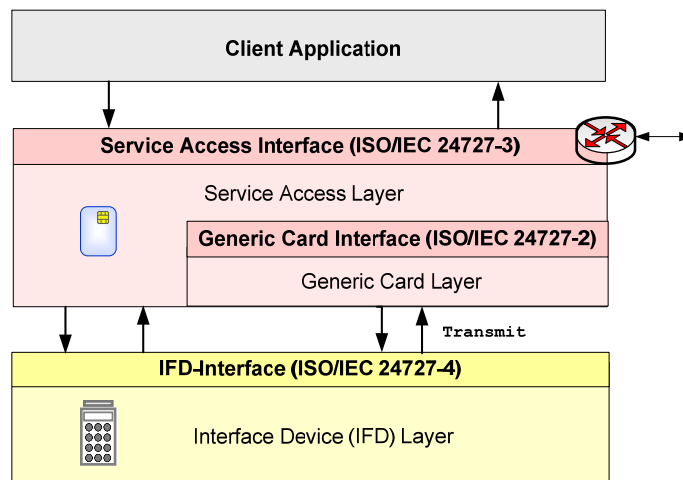 Client Application
Service Access Interface (ISO/IEC 24727-3)
Service Access Layer
Generic Card Interface (ISO/IEC 24727-2)
Generic Card Layer
Transmit
IFD-Interface (ISO/IEC 24727-4)
Interface Device (IFD) Layer